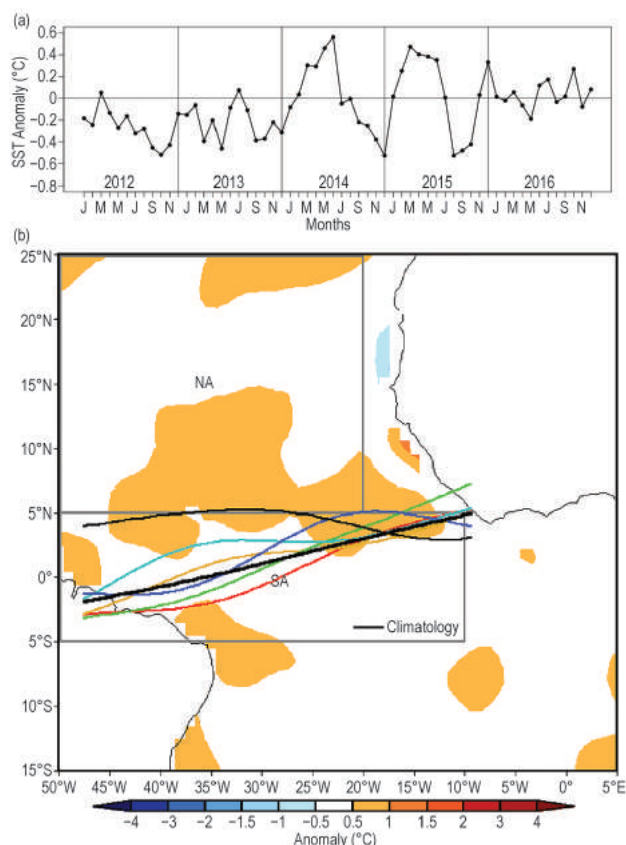 (a)
SST Anomaly (°C)
0.6
0.4
0.2
0
−0.2
−0.4
−0.6
−0.8
2012 2013 2014 2015 2016
J M M J S N J M M J S N J M M J S N J M M J S N J M M J S N
Months
(b)
25°N
20°N
15°N
10°N
5°N
0°
5°S
10°S
15°S
NA
SA
Climatology
50°W 45°W 40°W 35°W 30°W 25°W 20°W 15°W 10°W 5°W 0° 5°E
−4 −3 −2 −1.5 −1 −0.5 0.5 1 1.5 2 3 4
Anomaly (°C)